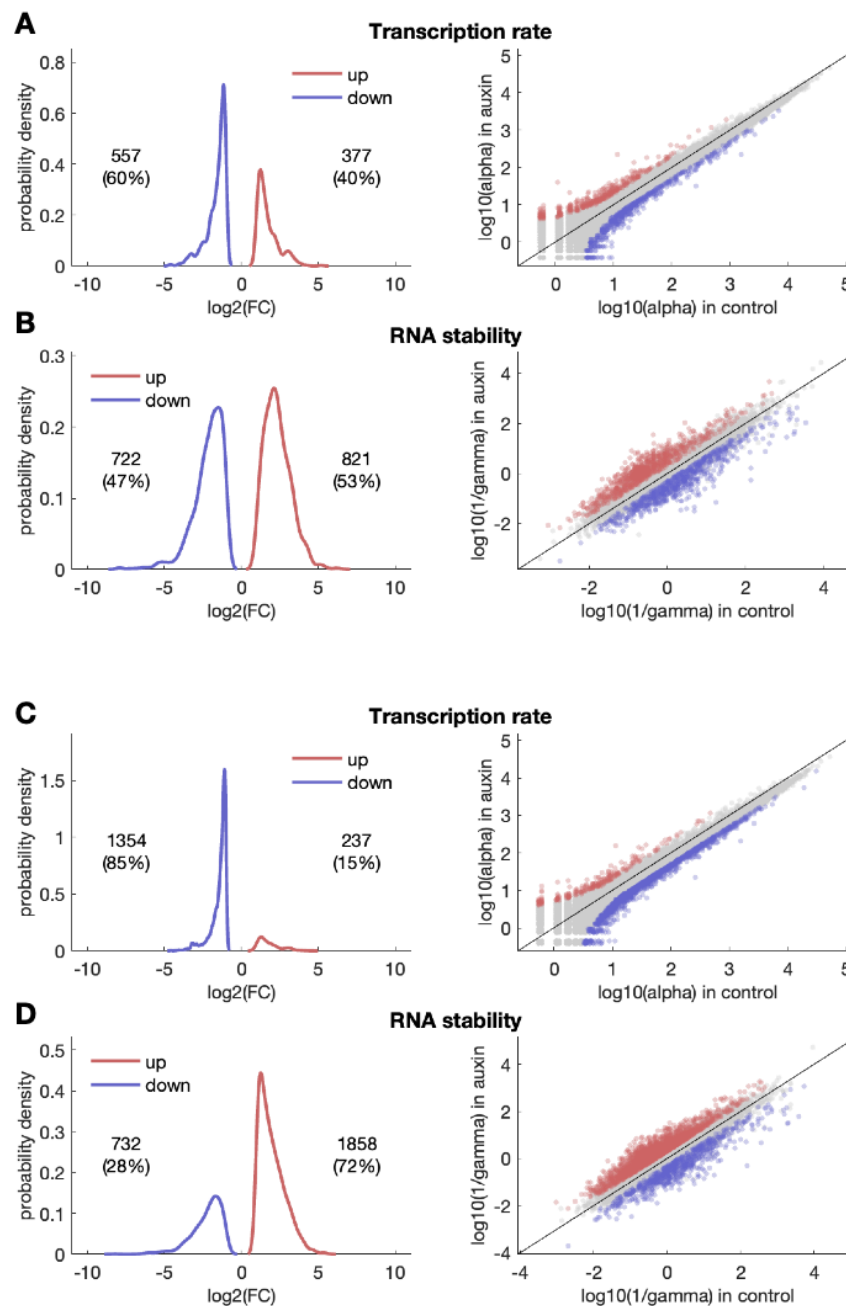 A
Transcription rate
0.8
0.6
0.4
0.2
0
probability density
up
down
557
(60%)
377
(40%)
-10 -5 0 5 10
log2(FC)
5
4
3
2
1
0
log10(alpha) in auxin
0 1 2 3 4 5
log10(alpha) in control
B
RNA stability
0.3
0.2
0.1
0
probability density
up
down
722
(47%)
821
(53%)
-10 -5 0 5 10
log2(FC)
4
2
0
-2
log10(1/gamma) in auxin
-2 0 2 4
log10(1/gamma) in control
C
Transcription rate
1.5
1
0.5
0
probability density
up
down
1354
(85%)
237
(15%)
-10 -5 0 5 10
log2(FC)
5
4
3
2
1
0
log10(alpha) in auxin
0 1 2 3 4 5
log10(alpha) in control
D
RNA stability
0.5
0.4
0.3
0.2
0.1
0
probability density
up
down
732
(28%)
1858
(72%)
-10 -5 0 5 10
log2(FC)
4
2
0
-2
-4
log10(1/gamma) in auxin
-4 -2 0 2 4
log10(1/gamma) in control